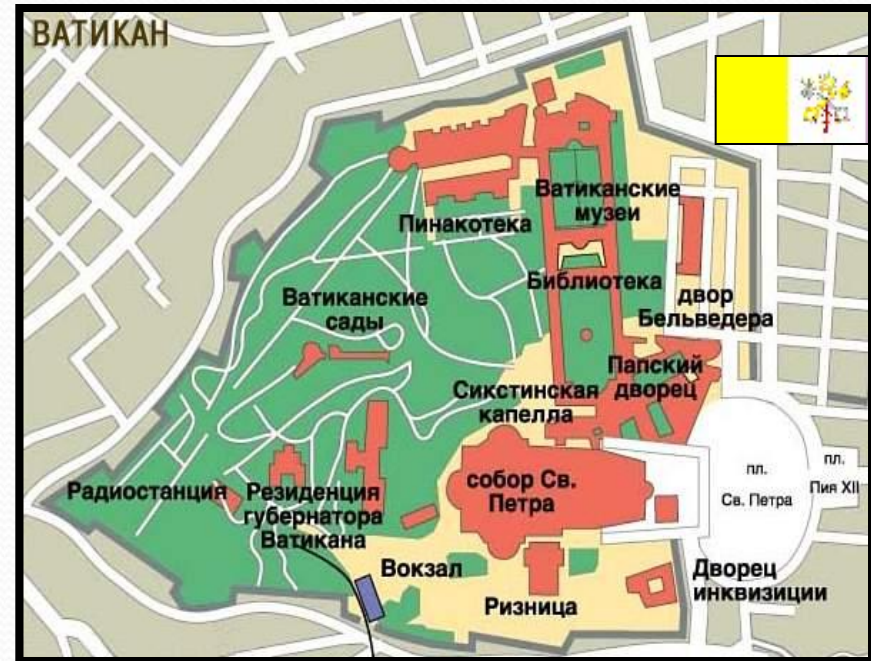 ВАТИКАН
Ватиканские
музеи
Пинакотека
Библиотека
Ватиканские
сады
двор
Бельведера
Папский
дворец
Сикстинская
капелла
собор Св.
Петра
пл.
Св. Петра
пл.
Пия XII
Радиостанция
Резиденция
губернатора
Ватикана
Вокзал
Ризница
Дворец
инквизиции